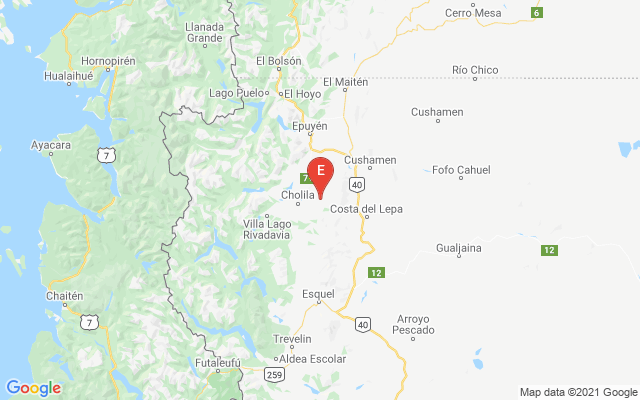 Cerro Mesa
6
Llanada
Grande
Hornopirén
El Bolsón
Hualaihué
El Maitén
Río Chico
Lago Puelo
El Hoyo
Cushamen
Epuyén
Ayacara
7
Cushamen
E
Fofo Cahuel
7
40
Cholila
Costa del Lepa
Villa Lago
Rivadavia
Gualjaina
12
12
Esquel
Chaitén
7
40
Arroyo
Pescado
Trevelin
Aldea Escolar
Futaleufú
259
Google
Map data ©2021 Google